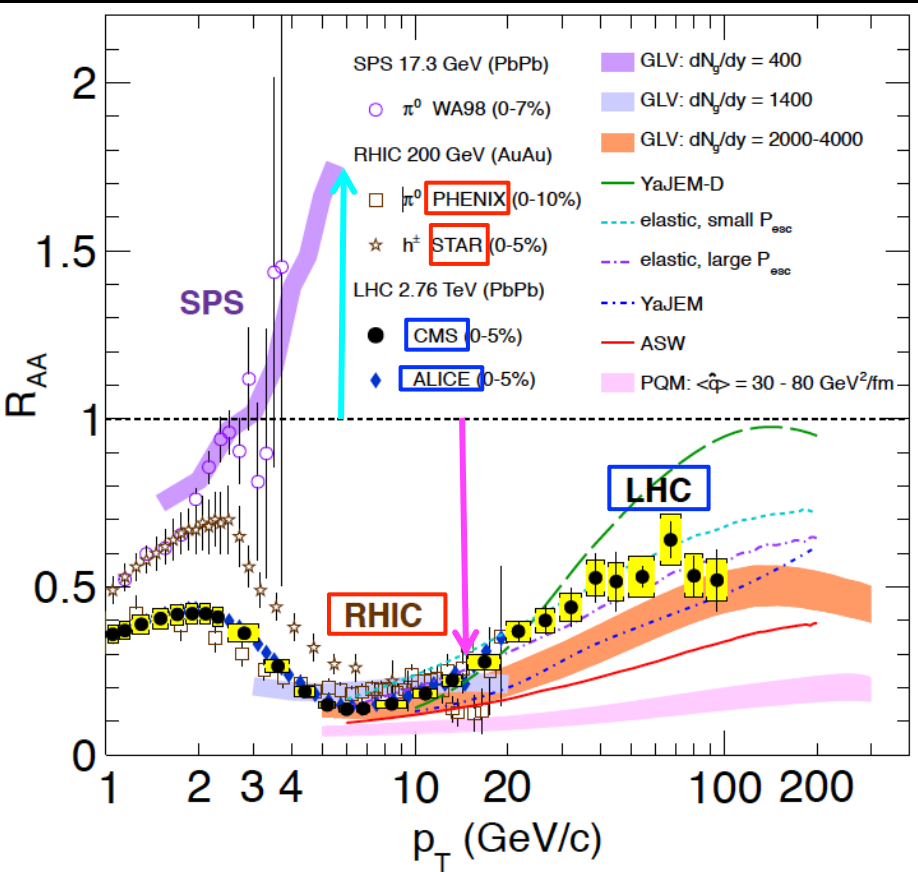 SPS 17.3 GeV (PbPb)
π⁰ WA98 (0-7%)
RHIC 200 GeV (AuAu)
π⁰ PHENIX (0-10%)
h± STAR (0-5%)
LHC 2.76 TeV (PbPb)
CMS (0-5%)
ALICE (0-5%)
GLV: dN_g/dy = 400
GLV: dN_g/dy = 1400
GLV: dN_g/dy = 2000-4000
YaJEM-D
elastic, small P_esc
elastic, large P_esc
YaJEM
ASW
PQM: <q̂> = 30 - 80 GeV²/fm
SPS
RHIC
LHC
R_AA
2
1.5
1
0.5
0
1 2 3 4 10 20 100 200
p_T (GeV/c)